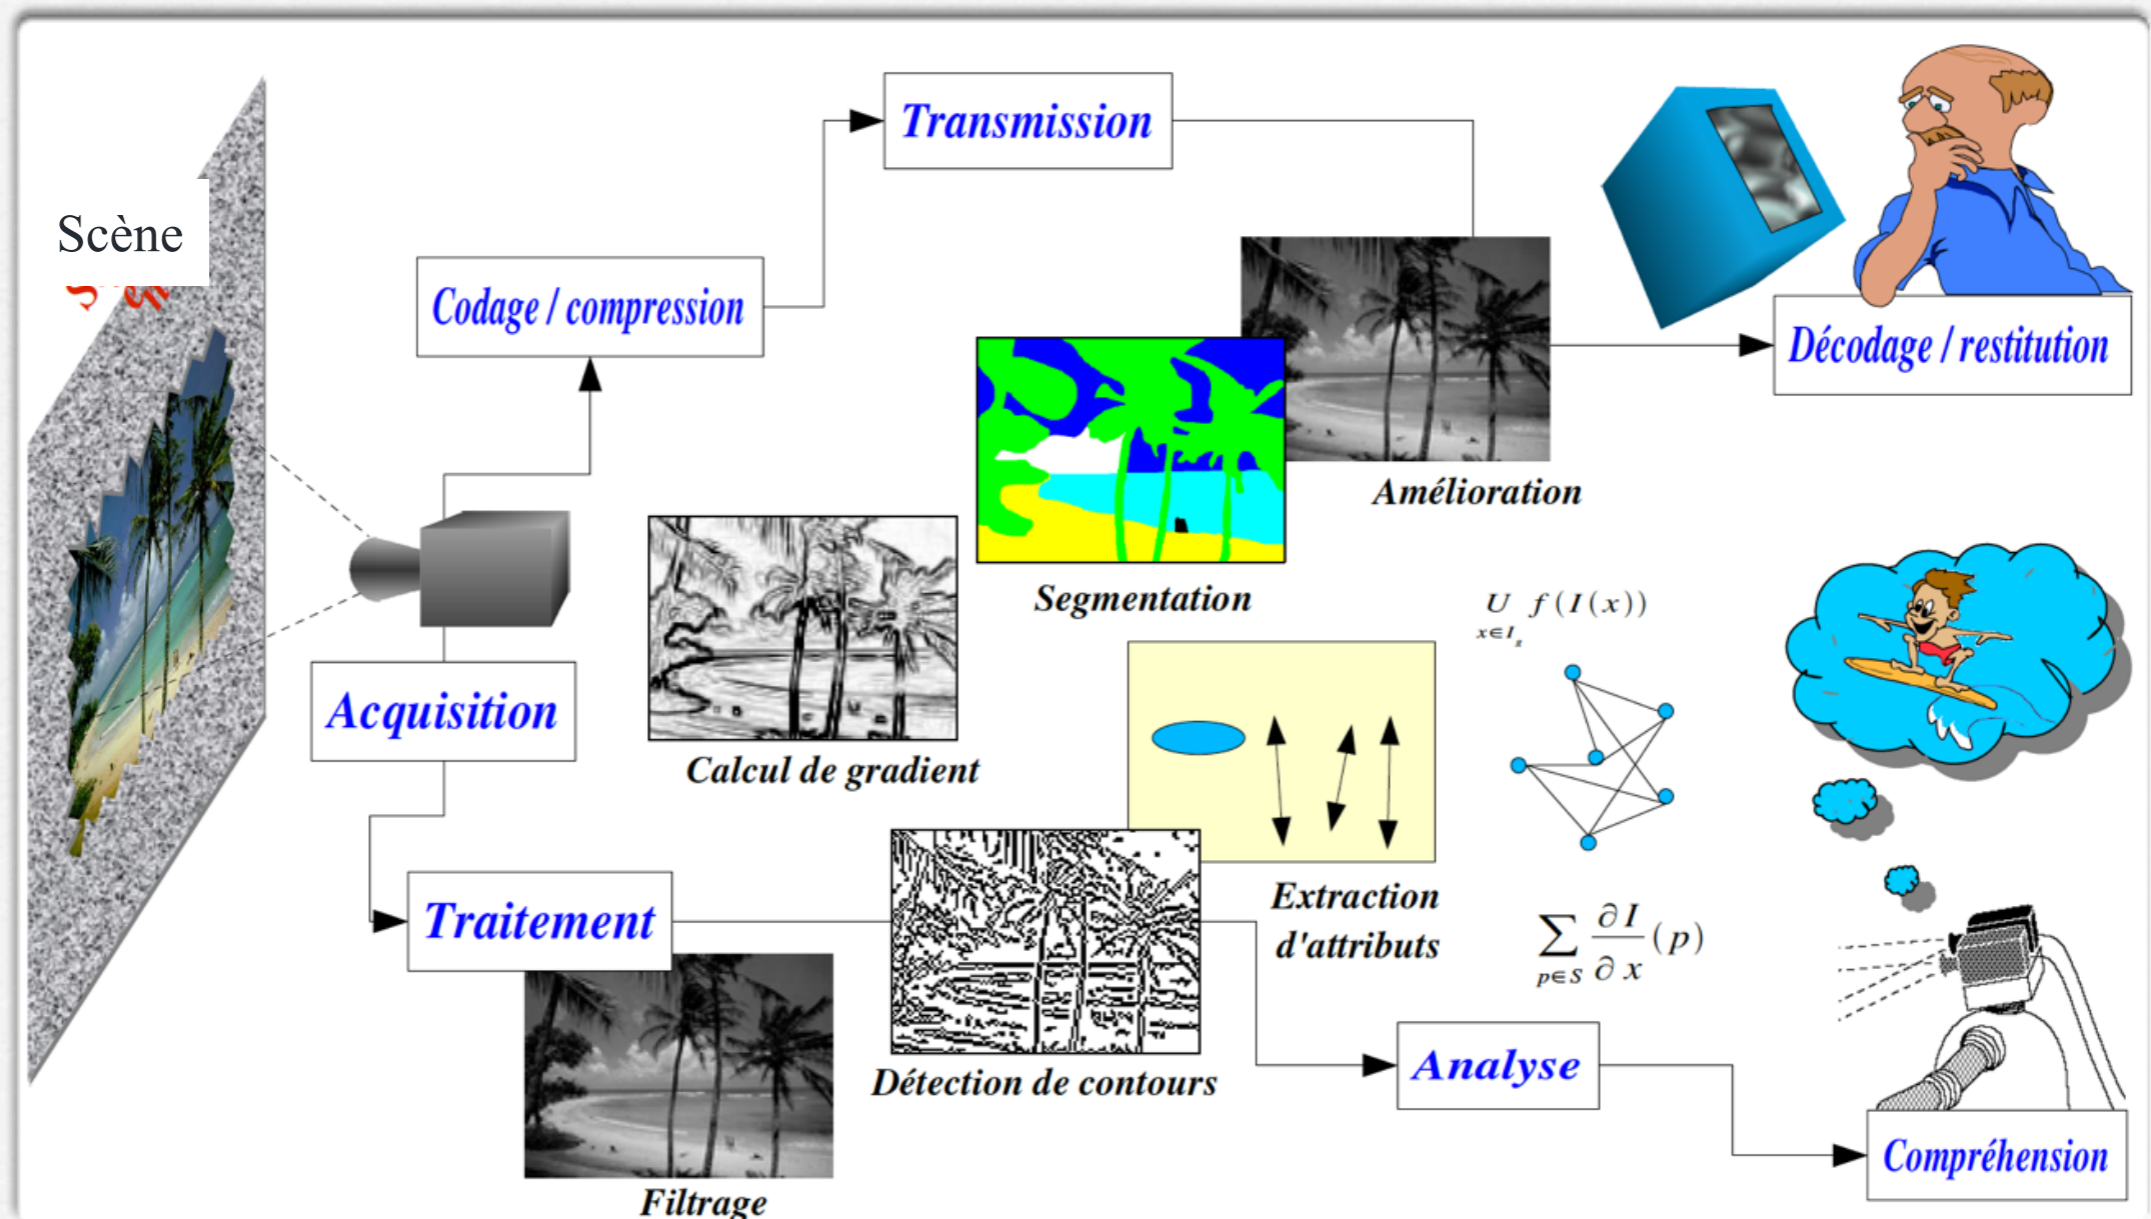 Transmission
Scène
Codage / compression
Décodage / restitution
Amélioration
Segmentation
U f ( I ( x ) )
x ∈ I
Acquisition
Calcul de gradient
Extraction
d'attributs
Traitement
∑ ∂ I / ∂ x ( p )
p ∈ S
Détection de contours
Analyse
Compréhension
Filtrage